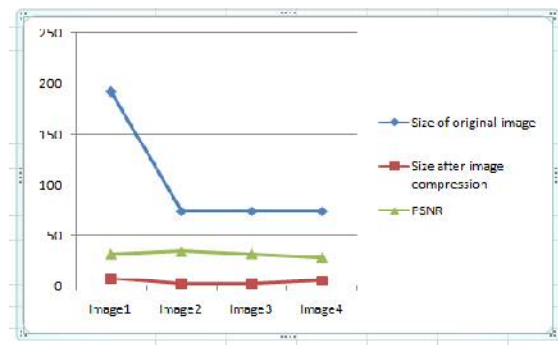 250
200
150
100
50
0
Image1 Image2 Image3 Image4
Size of original image
Size after image
compression
PSNR